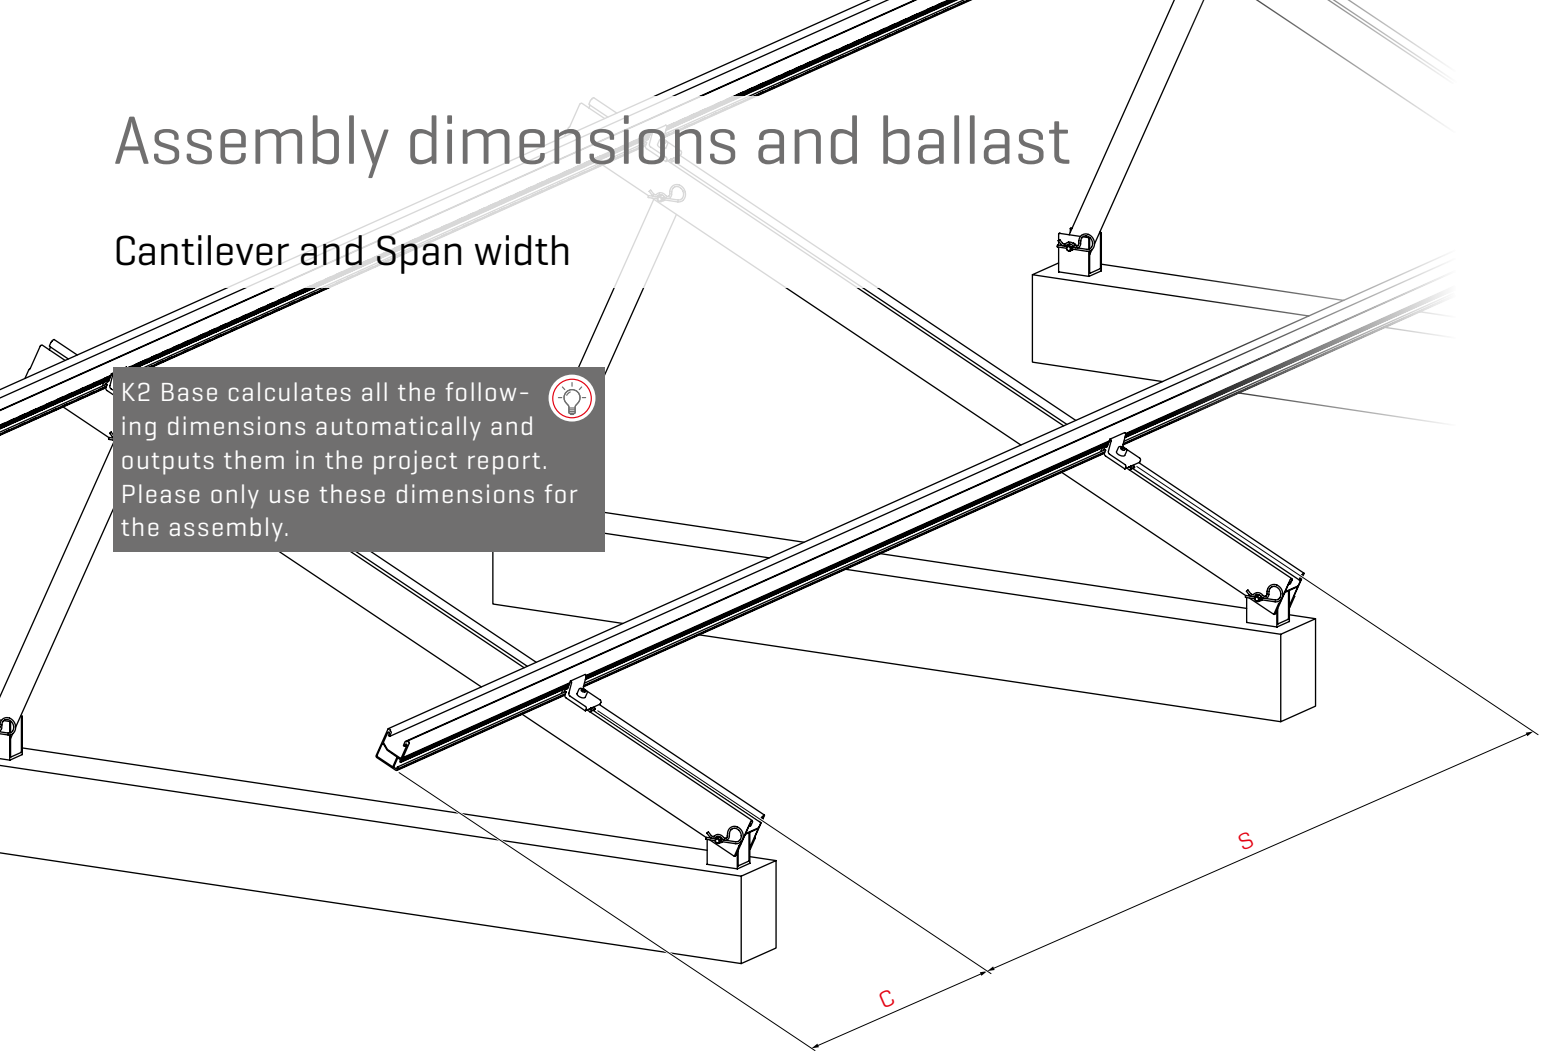 Assembly dimensions and ballast
Cantilever and Span width
K2 Base calculates all the follow-
ing dimensions automatically and
outputs them in the project report.
Please only use these dimensions for
the assembly.
S
C